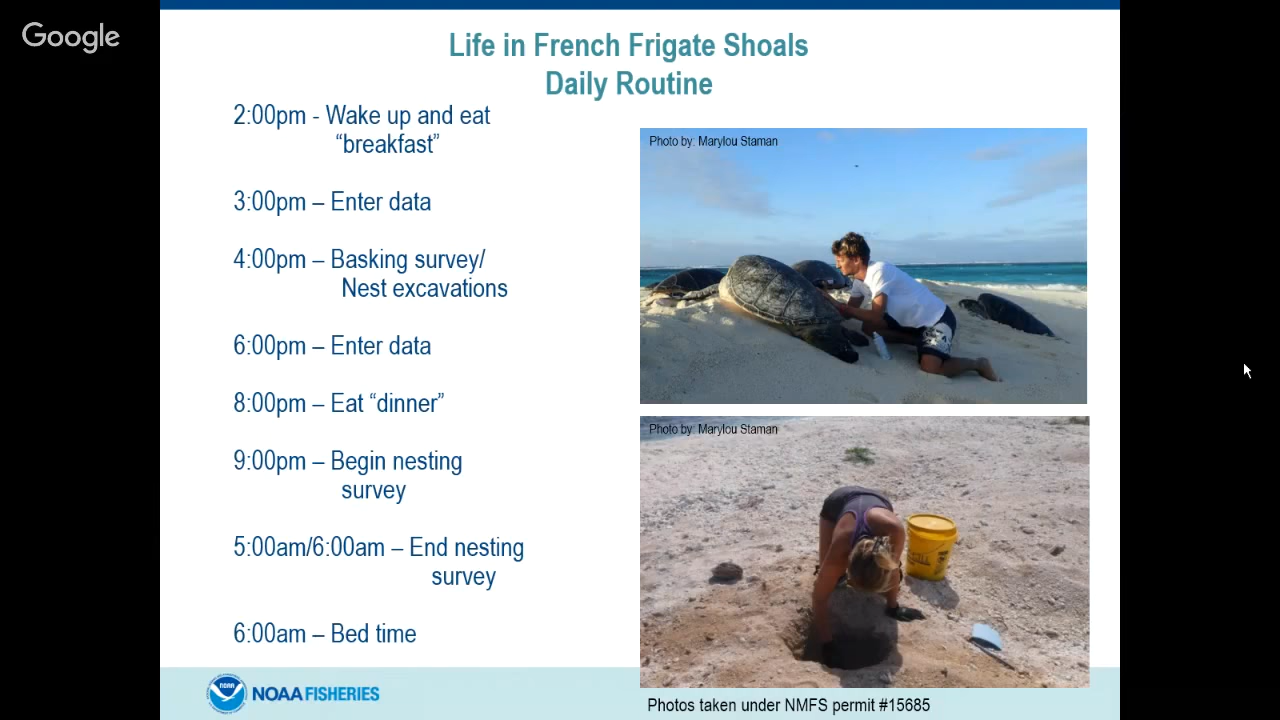 Google
Life in French Frigate Shoals
Daily Routine
2:00pm - Wake up and eat
“breakfast”
3:00pm – Enter data
4:00pm – Basking survey/
Nest excavations
6:00pm – Enter data
8:00pm – Eat “dinner”
9:00pm – Begin nesting
survey
5:00am/6:00am – End nesting
survey
6:00am – Bed time
Photo by: Marylou Staman
Photo by: Marylou Staman
NOAA
NOAA FISHERIES
Photos taken under NMFS permit #15685